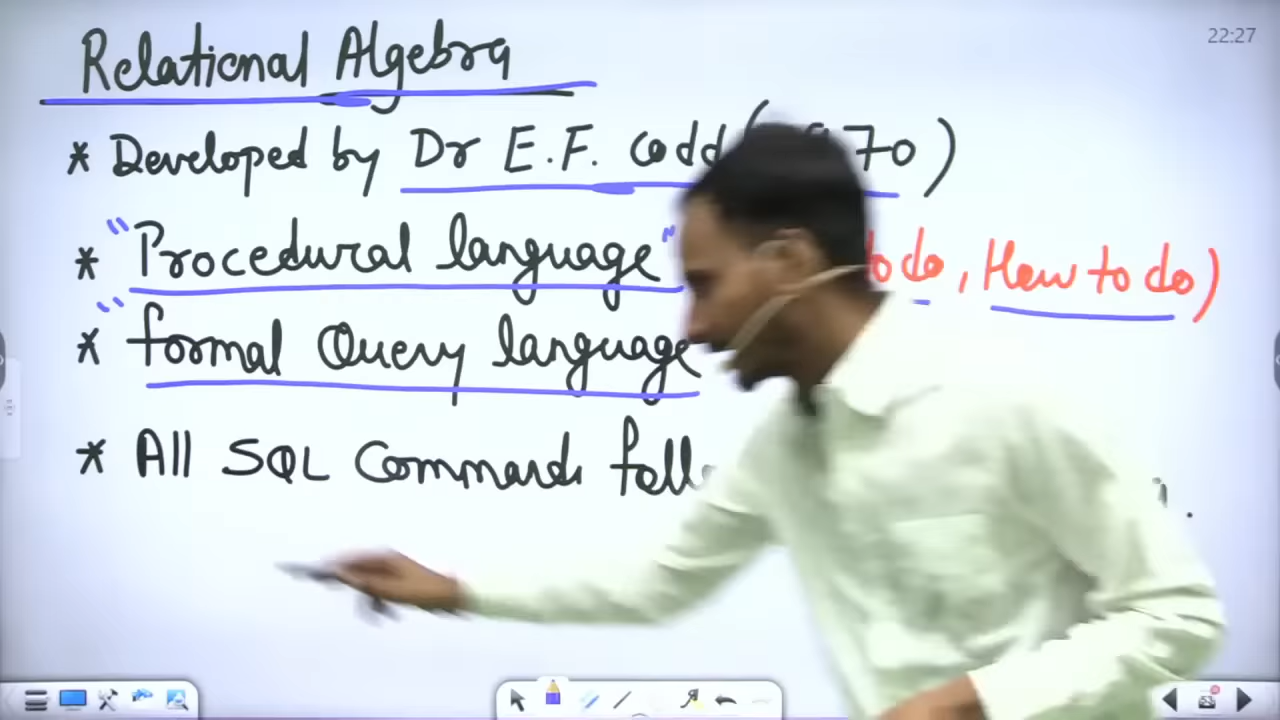 22:27
Relational Algebra
* Developed by Dr E.F. Codd ( 970)
* "Procedural language" to do, How to do)
* "formal Query language
* All SQL Commands